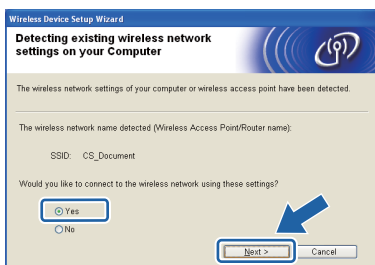 Wireless Device Setup Wizard
Detecting existing wireless network
settings on your Computer
The wireless network settings of your computer or wireless access point have been detected.
The wireless network name detected (Wireless Access Point/Router name):
SSID: CS_Document
Would you like to connect to the wireless network using these settings?
Yes
No
Next > Cancel